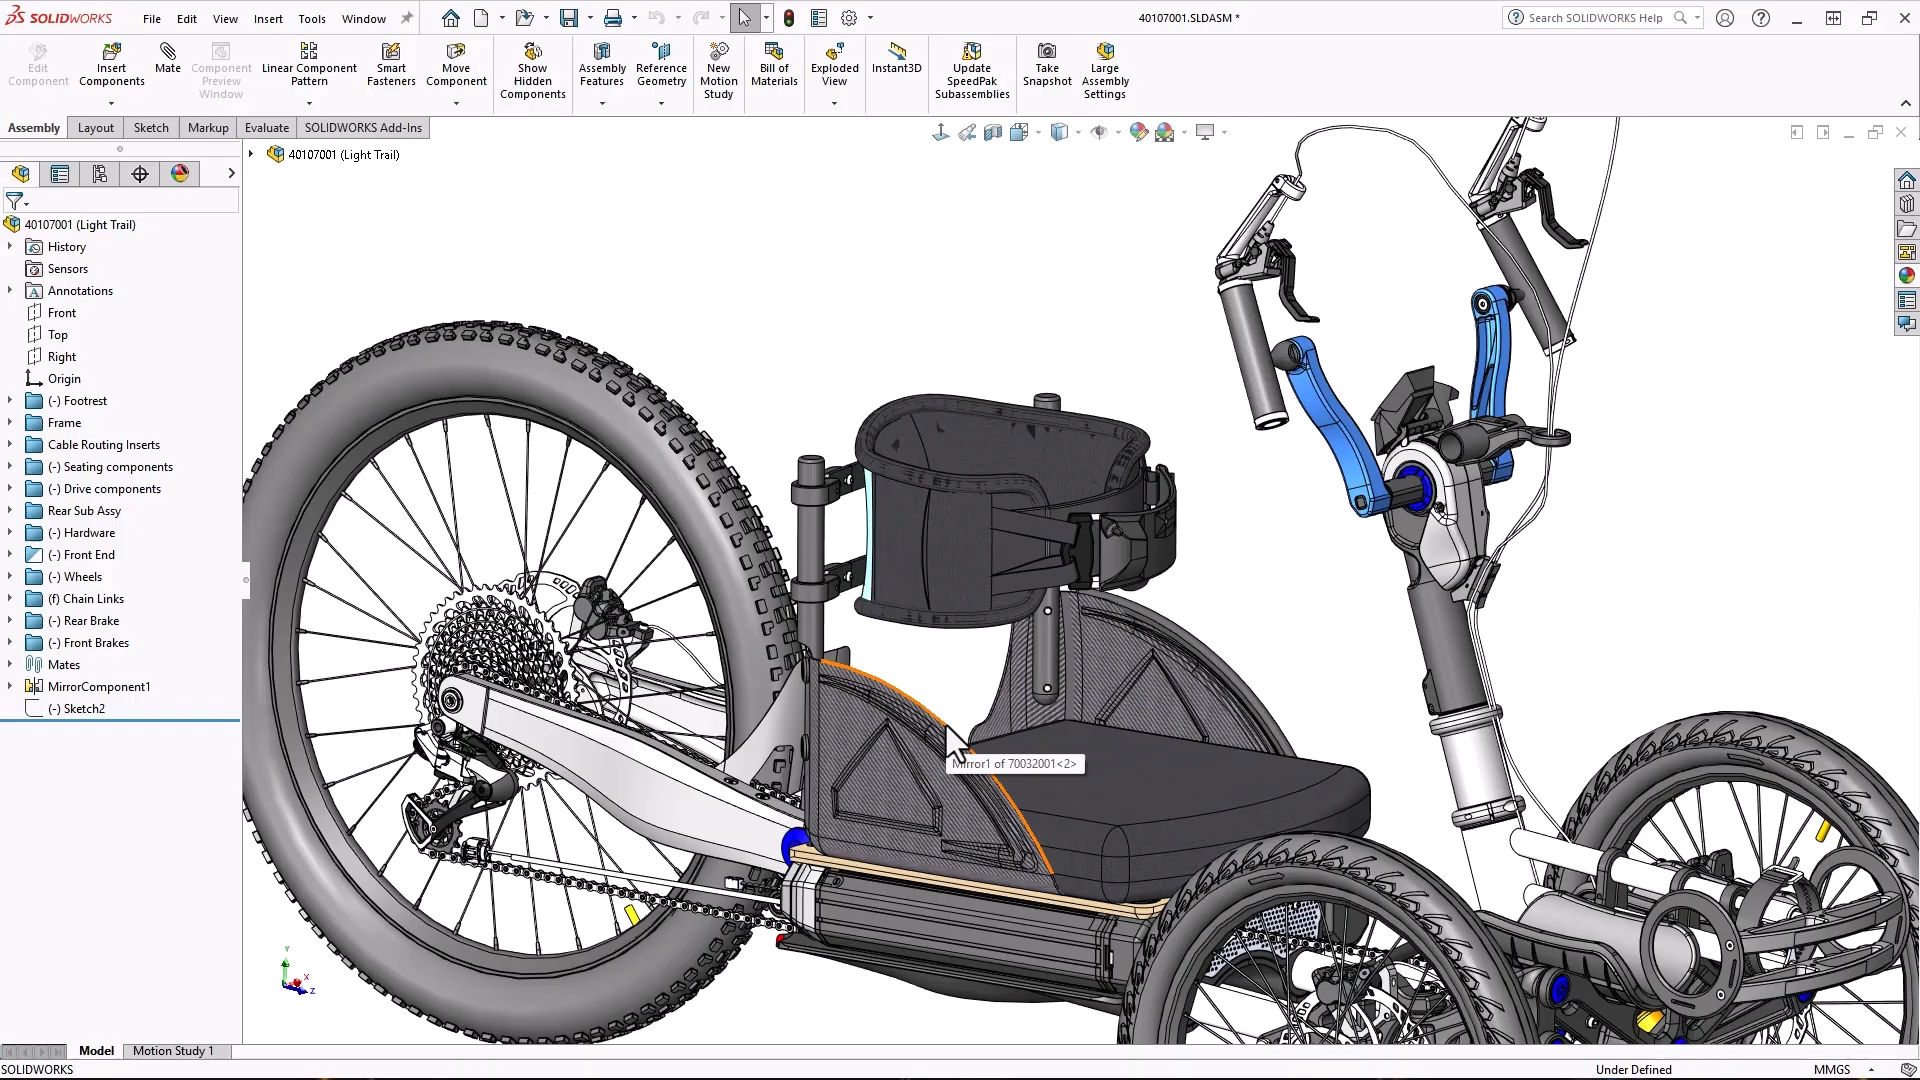 SOLIDWORKS
File Edit View Insert Tools Window
40107001.SLDASM *
Search SOLIDWORKS Help
Edit Component
Insert Components
Mate
Component Preview Window
Linear Component Pattern
Smart Fasteners
Move Component
Show Hidden Components
Assembly Features
Reference Geometry
New Motion Study
Bill of Materials
Exploded View
Instant3D
Update SpeedPak Subassemblies
Take Snapshot
Large Assembly Settings
Assembly Layout Sketch Markup Evaluate SOLIDWORKS Add-Ins
40107001 (Light Trail)
40107001 (Light Trail)
History
Sensors
Annotations
Front
Top
Right
Origin
(-) Footrest
Frame
Cable Routing Inserts
(-) Seating components
(-) Drive components
Rear Sub Assy
(-) Hardware
(-) Front End
(-) Wheels
(f) Chain Links
(-) Rear Brake
(-) Front Brakes
Mates
MirrorComponent1
(-) Sketch2
Mirror1 of 70032001<2>
Y
X
Z
Model Motion Study 1
SOLIDWORKS
Under Defined
MMGS